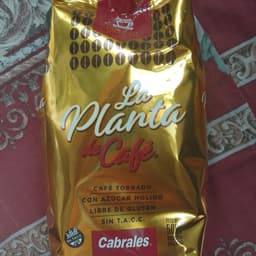 La
Planta
de Café
CAFÉ TORRADO
CON AZÚCAR MOLIDO
LIBRE DE GLUTEN
SIN T.A.C.C.
Cabrales